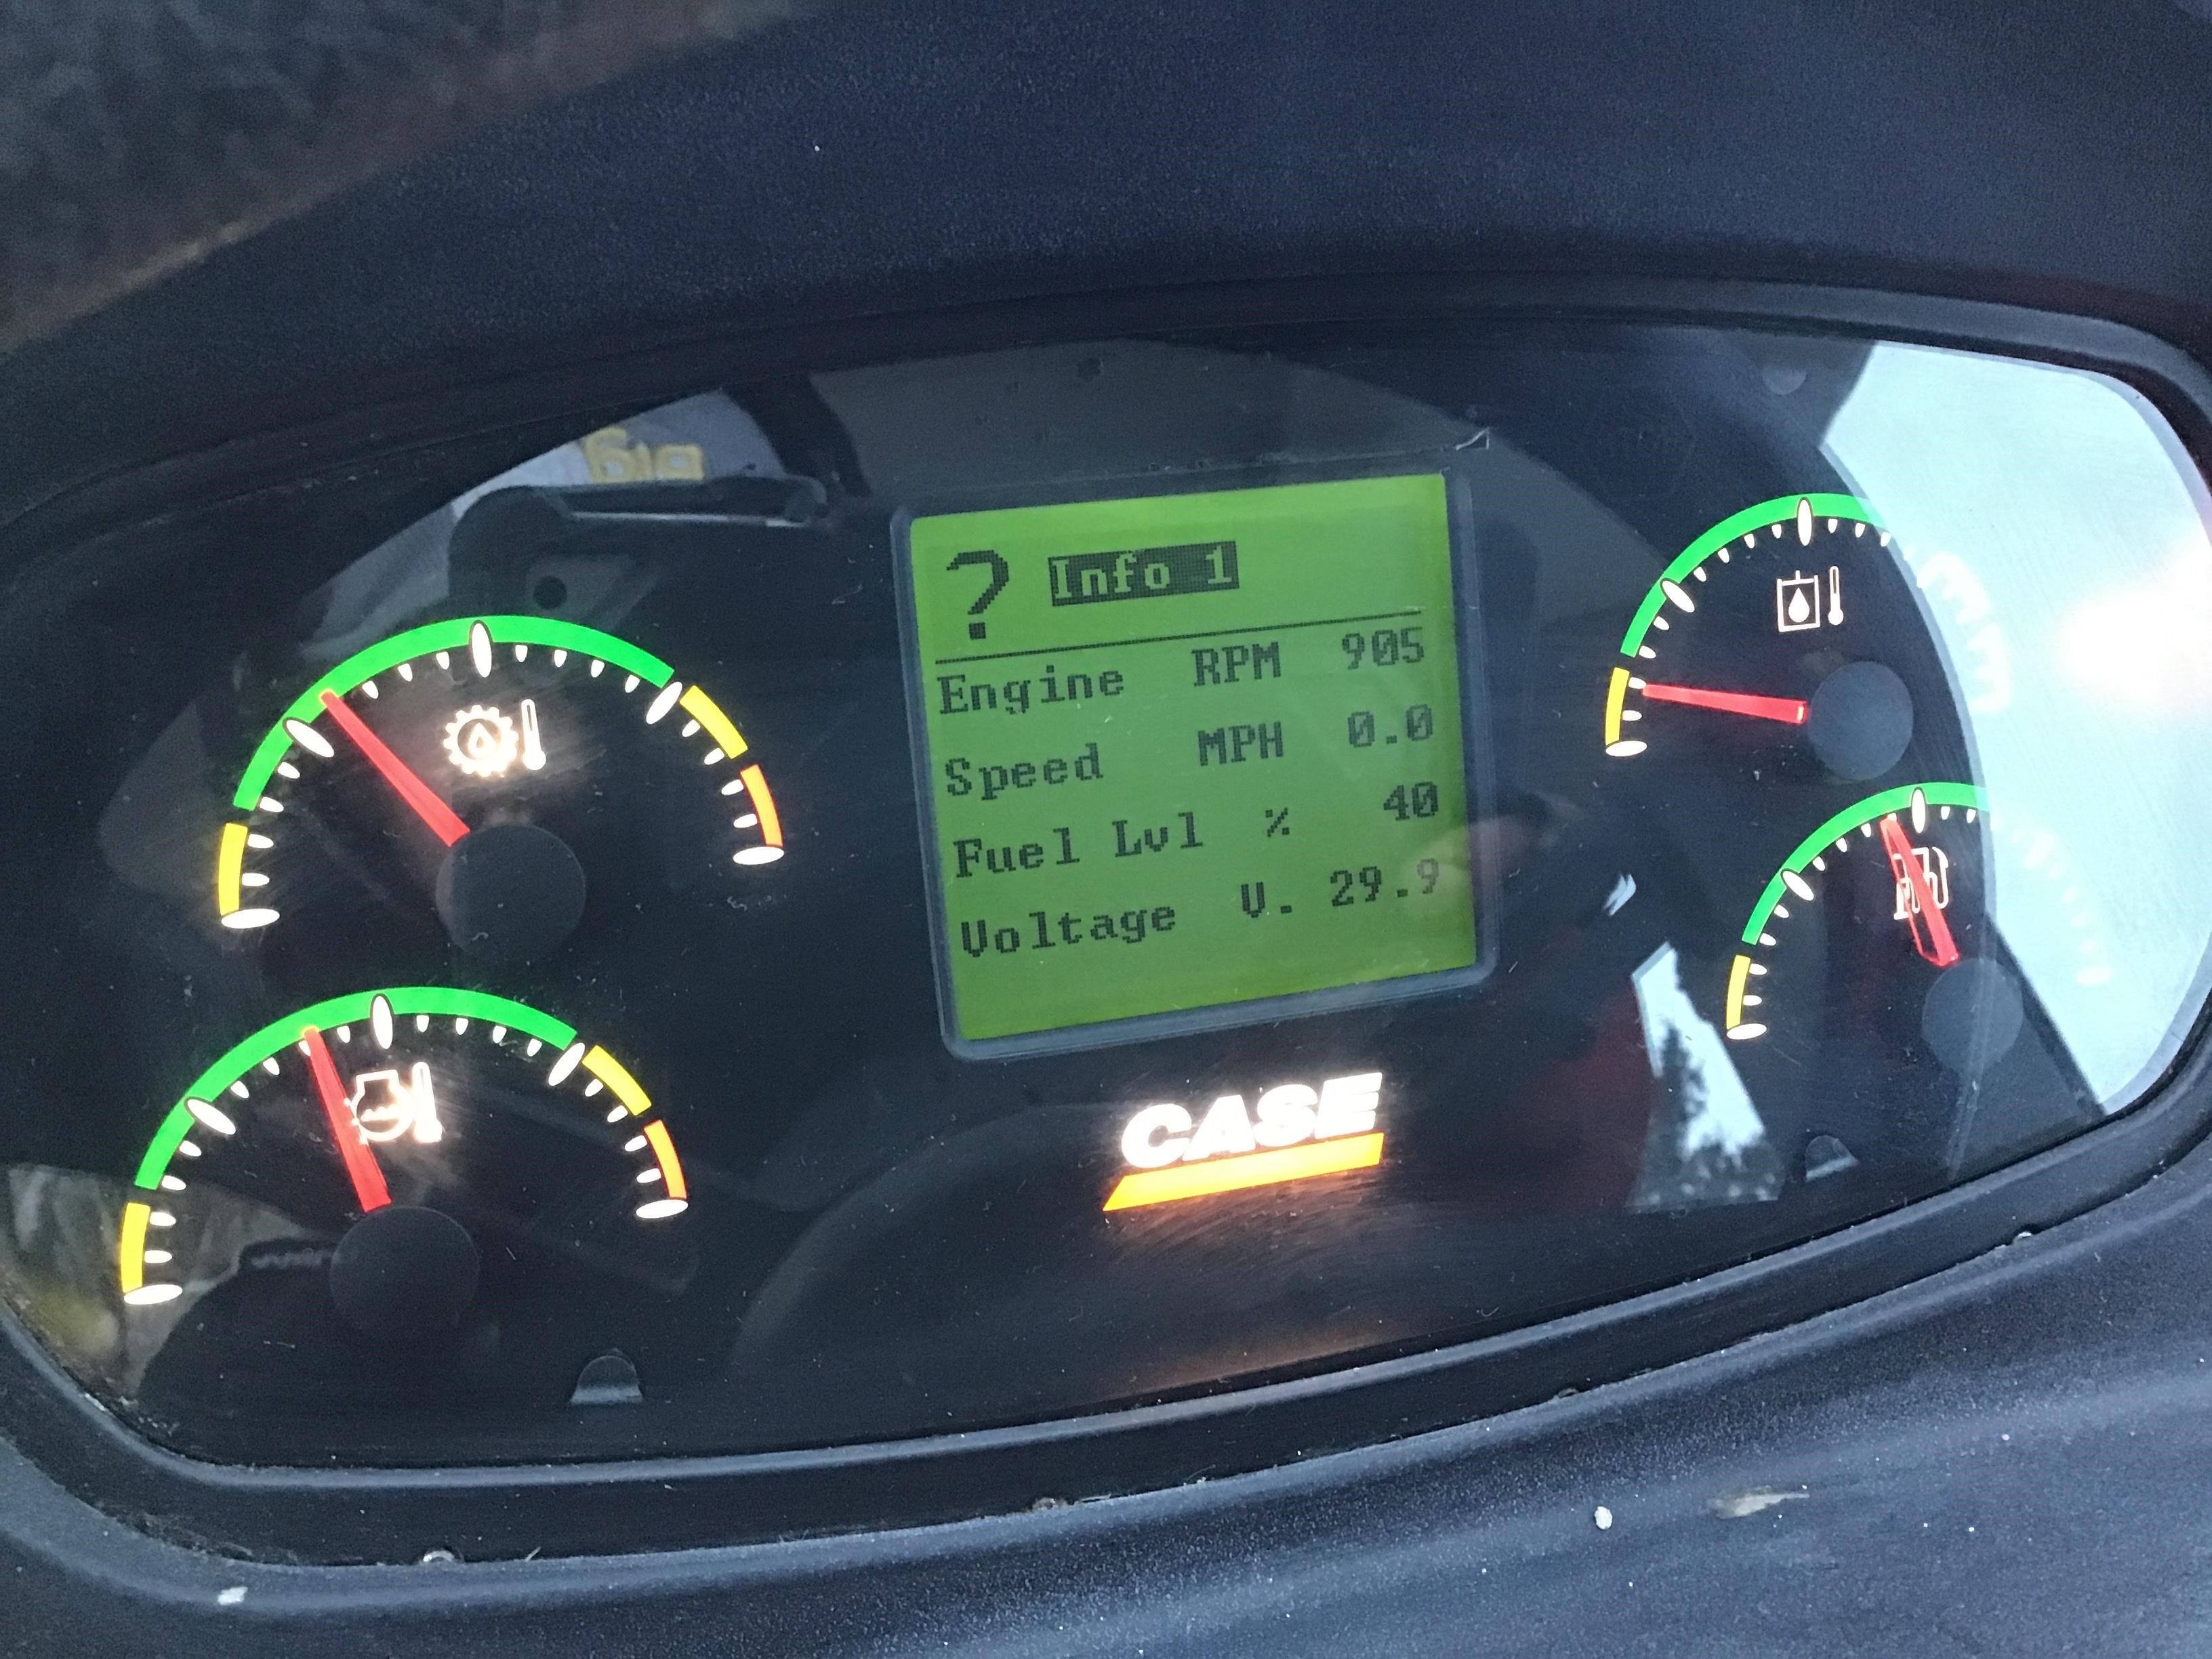 ? Info 1
Engine RPM 905
Speed MPH 0.0
Fuel Lvl % 40
Voltage V. 29.9
CASE